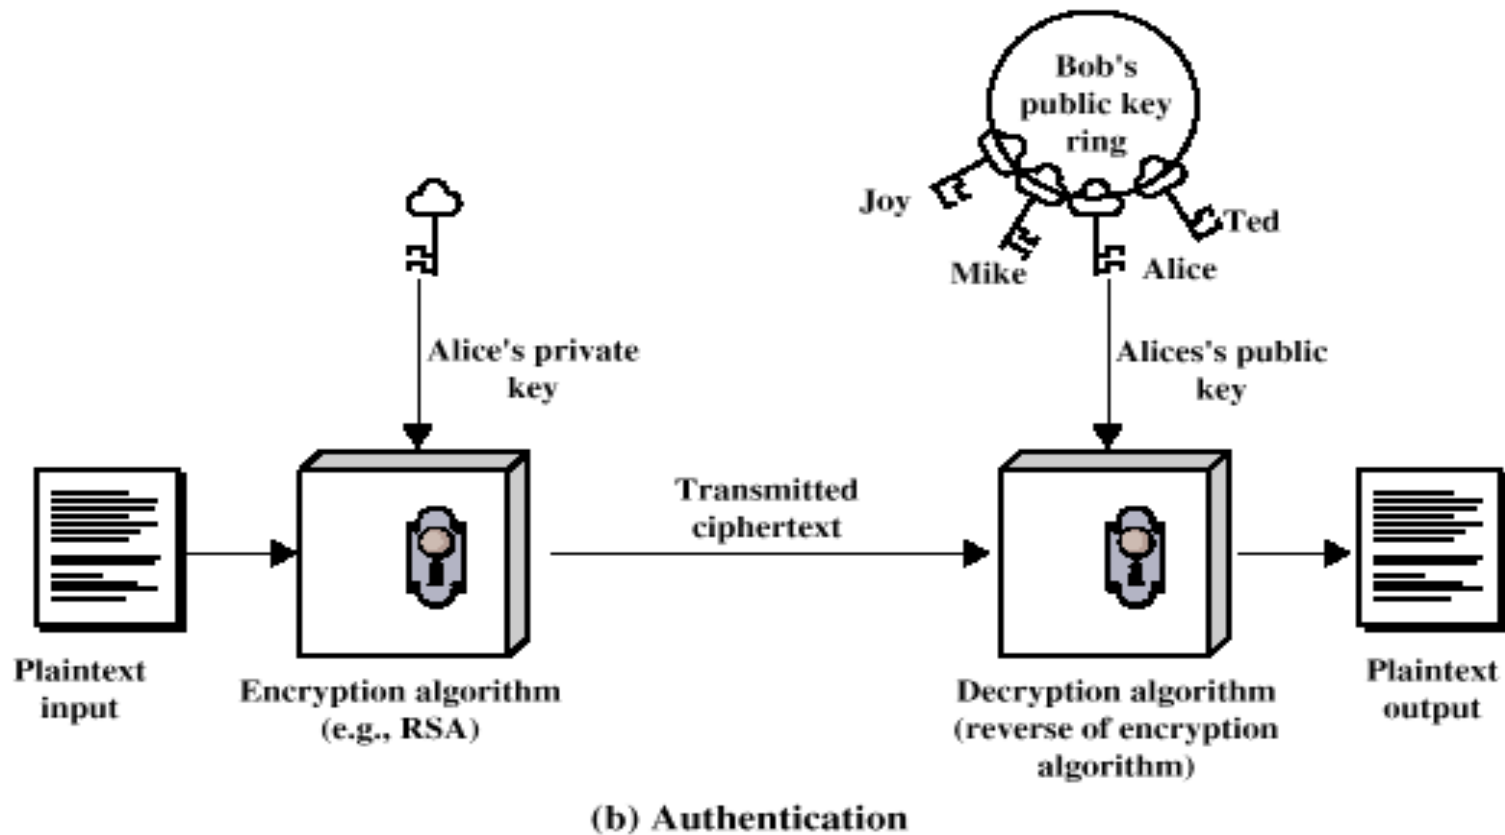 Bob's
public key
ring
Joy
Ted
Mike
Alice
Alice's private
key
Alices's public
key
Transmitted
ciphertext
Plaintext
input
Encryption algorithm
(e.g., RSA)
Decryption algorithm
(reverse of encryption
algorithm)
Plaintext
output
(b) Authentication